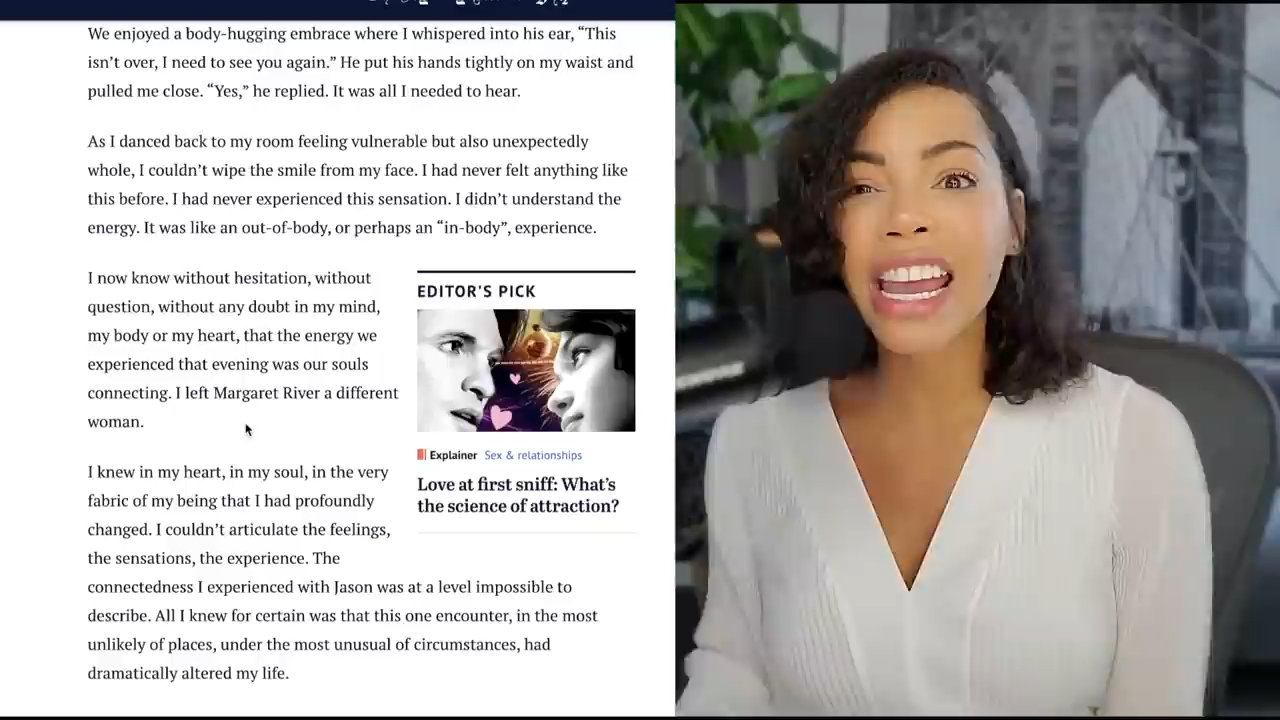 We enjoyed a body-hugging embrace where I whispered into his ear, “This
isn’t over, I need to see you again.” He put his hands tightly on my waist and
pulled me close. “Yes,” he replied. It was all I needed to hear.
As I danced back to my room feeling vulnerable but also unexpectedly
whole, I couldn’t wipe the smile from my face. I had never felt anything like
this before. I had never experienced this sensation. I didn’t understand the
energy. It was like an out-of-body, or perhaps an “in-body”, experience.
I now know without hesitation, without
question, without any doubt in my mind,
my body or my heart, that the energy we
experienced that evening was our souls
connecting. I left Margaret River a different
woman.
EDITOR’S PICK
Explainer Sex & relationships
Love at first sniff: What’s
the science of attraction?
I knew in my heart, in my soul, in the very
fabric of my being that I had profoundly
changed. I couldn’t articulate the feelings,
the sensations, the experience. The
connectedness I experienced with Jason was at a level impossible to
describe. All I knew for certain was that this one encounter, in the most
unlikely of places, under the most unusual of circumstances, had
dramatically altered my life.